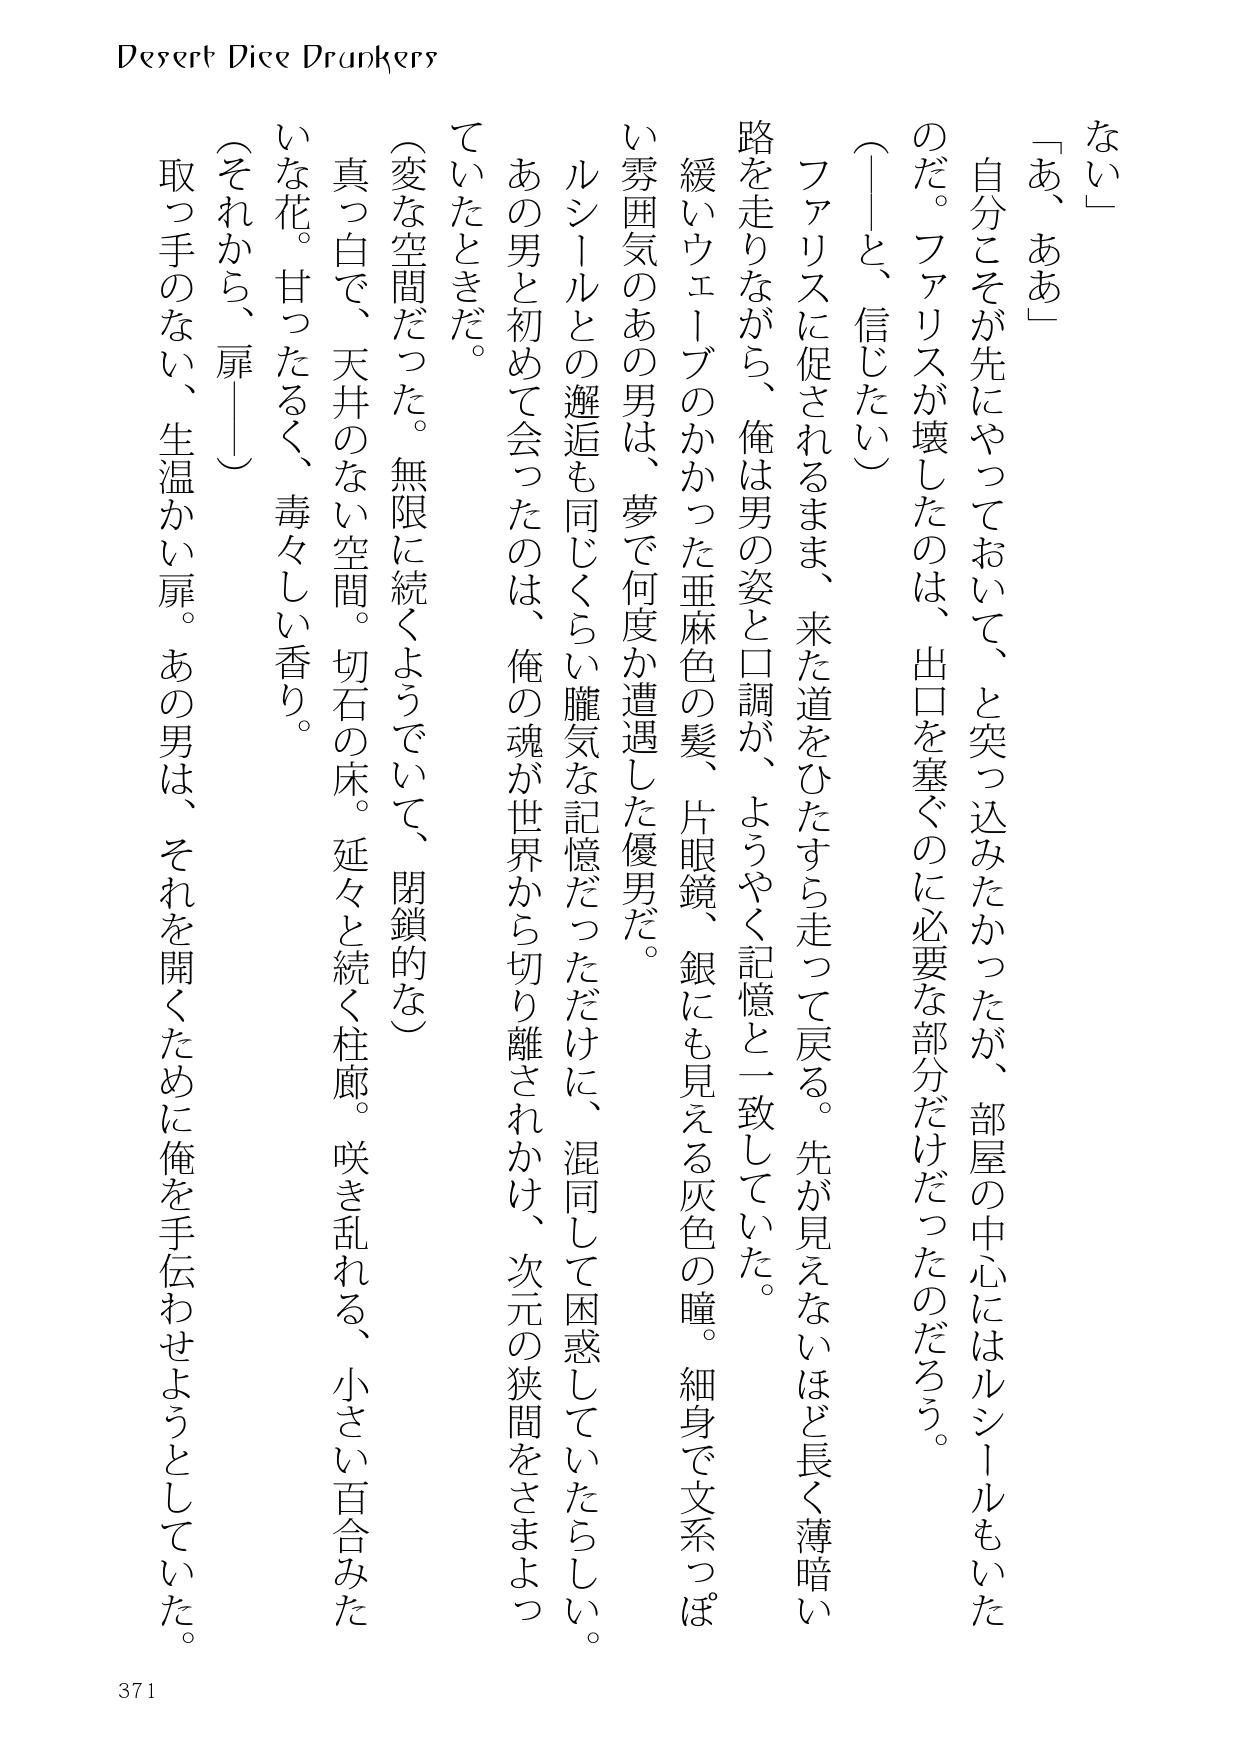 Desert Dice Drunkers
ない」
「あ、ああ」
　自分こそが先にやっておいて、と突っ込みたかったが、部屋の中心にはルシールもいた
のだ。ファリスが壊したのは、出口を塞ぐのに必要な部分だけだったのだろう。
（――と、信じたい）
　ファリスに促されるまま、来た道をひたすら走って戻る。先が見えないほど長く薄暗い
路を走りながら、俺は男の姿と口調が、ようやく記憶と一致していた。
　緩いウェーブのかかった亜麻色の髪、片眼鏡、銀にも見える灰色の瞳。細身で文系っぽ
い雰囲気のあの男は、夢で何度か遭遇した優男だ。
　ルシールとの邂逅も同じくらい朧気な記憶だっただけに、混同して困惑していたらしい。
　あの男と初めて会ったのは、俺の魂が世界から切り離されかけ、次元の狭間をさまよっ
ていたときだ。
（変な空間だった。無限に続くようでいて、閉鎖的な）
　真っ白で、天井のない空間。切石の床。延々と続く柱廊。咲き乱れる、小さい百合みた
いな花。甘ったるく、毒々しい香り。
（それから、扉――）
　取っ手のない、生温かい扉。あの男は、それを開くために俺を手伝わせようとしていた。
371